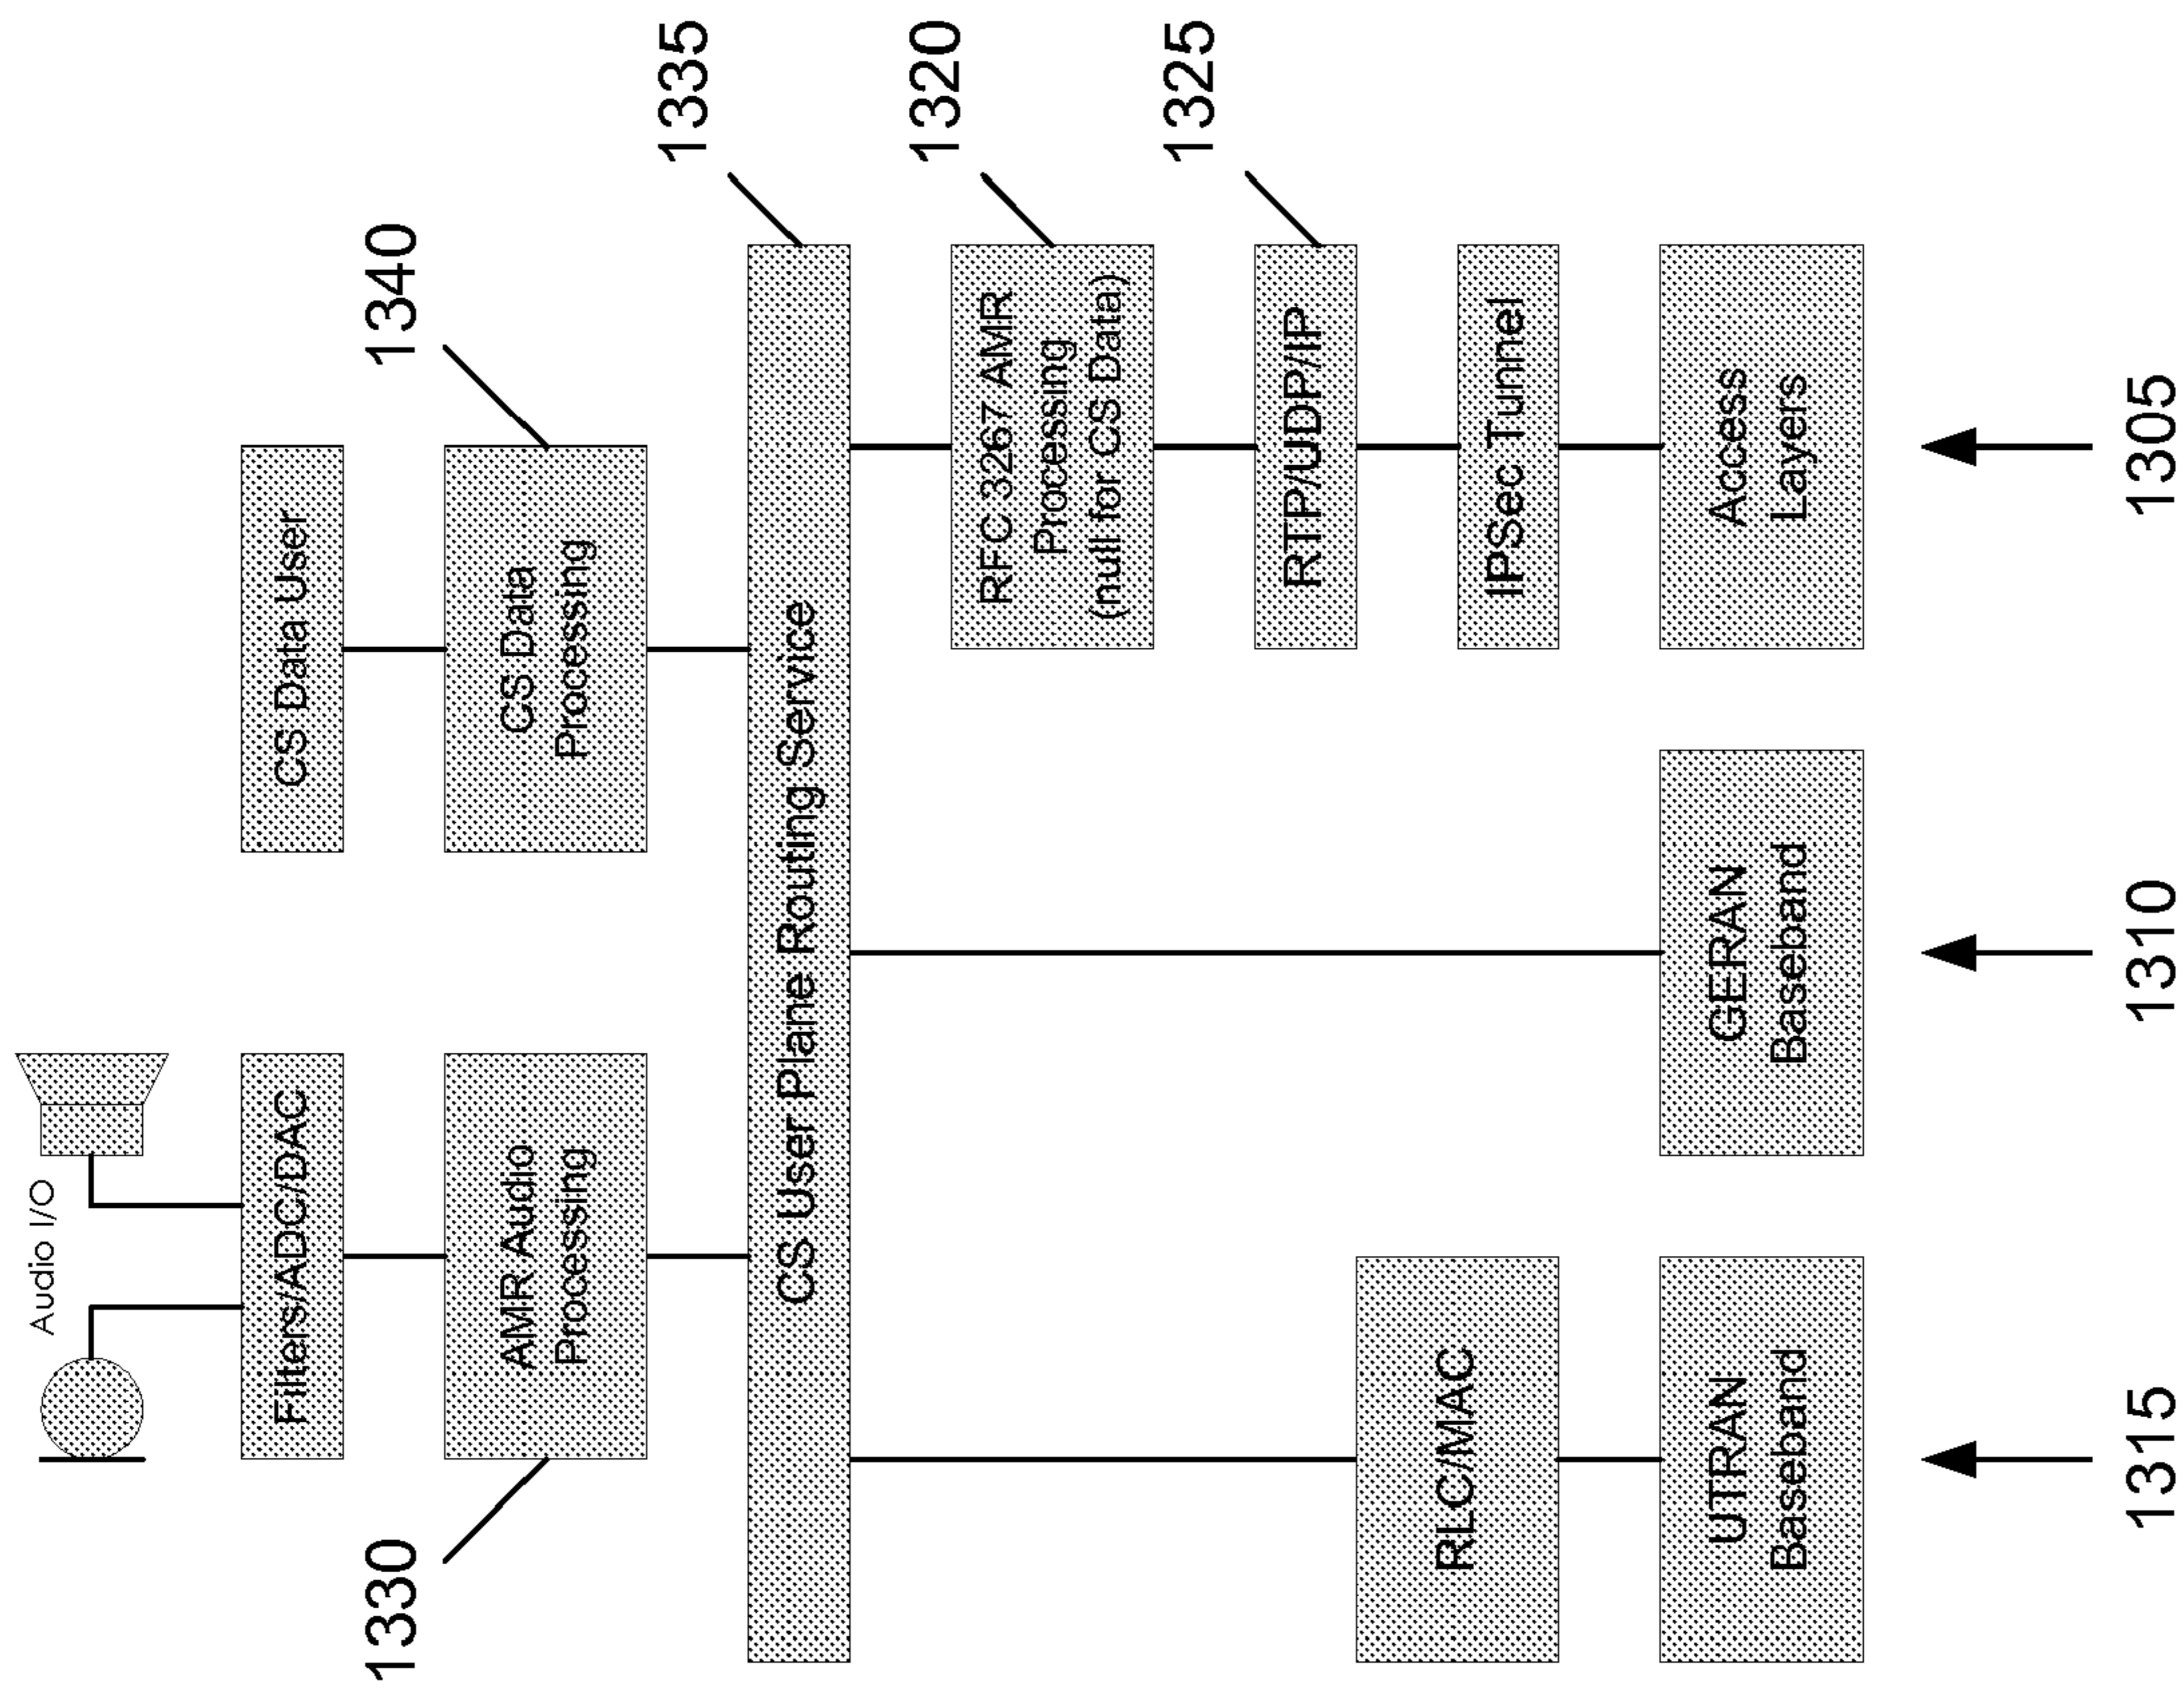 Audio I/O
Filters/ADC/DAC
CS Data User
1330
AMR Audio
Processing
CS Data
Processing
1340
CS User Plane Routing Service
1335
RFC 3267 AMR
Processing
(null for CS Data)
1320
RTP/UDP/IP
1325
RLC/MAC
IPSec Tunnel
UTRAN
Baseband
GERAN
Baseband
Access
Layers
1315
1310
1305